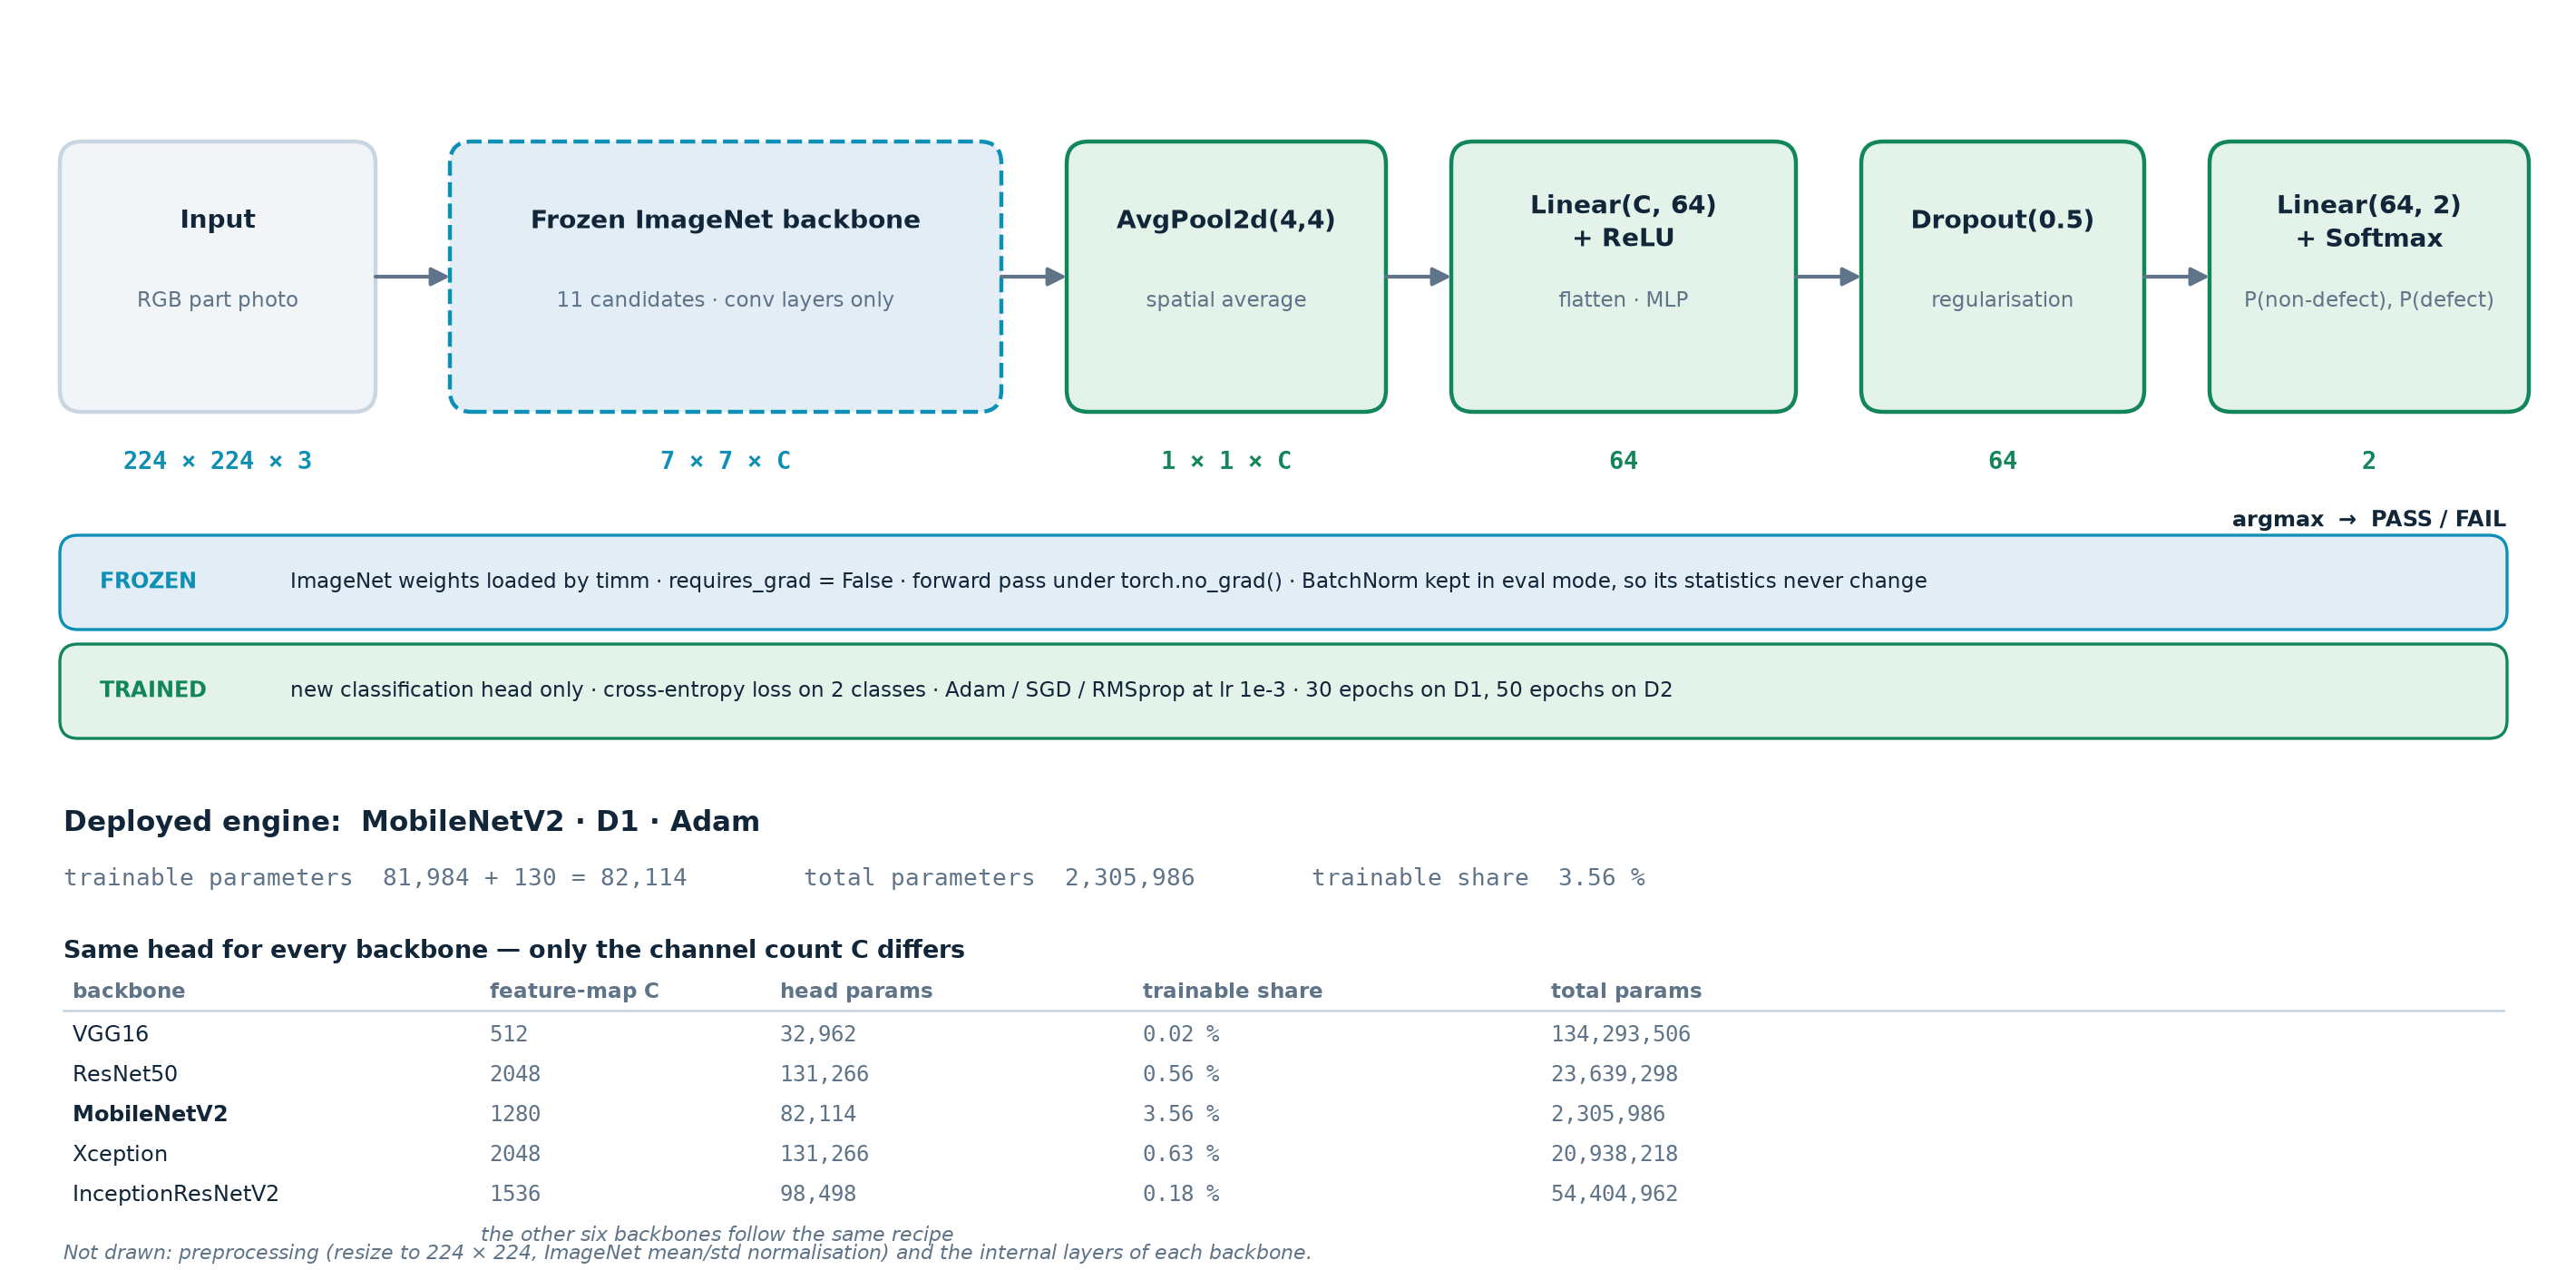 Input
RGB part photo
224 × 224 × 3
Frozen ImageNet backbone
11 candidates · conv layers only
7 × 7 × C
AvgPool2d(4,4)
spatial average
1 × 1 × C
Linear(C, 64)
+ ReLU
flatten · MLP
64
Dropout(0.5)
regularisation
64
Linear(64, 2)
+ Softmax
P(non-defect), P(defect)
2
argmax → PASS / FAIL
FROZEN ImageNet weights loaded by timm · requires_grad = False · forward pass under torch.no_grad() · BatchNorm kept in eval mode, so its statistics never change
TRAINED new classification head only · cross-entropy loss on 2 classes · Adam / SGD / RMSprop at lr 1e-3 · 30 epochs on D1, 50 epochs on D2
Deployed engine: MobileNetV2 · D1 · Adam
trainable parameters 81,984 + 130 = 82,114 total parameters 2,305,986 trainable share 3.56 %
Same head for every backbone — only the channel count C differs
backbone feature-map C head params trainable share total params
VGG16 512 32,962 0.02 % 134,293,506
ResNet50 2048 131,266 0.56 % 23,639,298
MobileNetV2 1280 82,114 3.56 % 2,305,986
Xception 2048 131,266 0.63 % 20,938,218
InceptionResNetV2 1536 98,498 0.18 % 54,404,962
the other six backbones follow the same recipe
Not drawn: preprocessing (resize to 224 × 224, ImageNet mean/std normalisation) and the internal layers of each backbone.